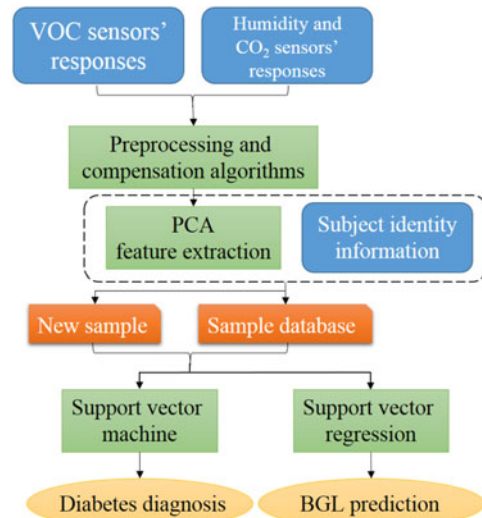 VOC sensors'
responses
Humidity and
CO₂ sensors'
responses
Preprocessing and
compensation algorithms
PCA
feature extraction
Subject identity
information
New sample
Sample database
Support vector
machine
Support vector
regression
Diabetes diagnosis
BGL prediction